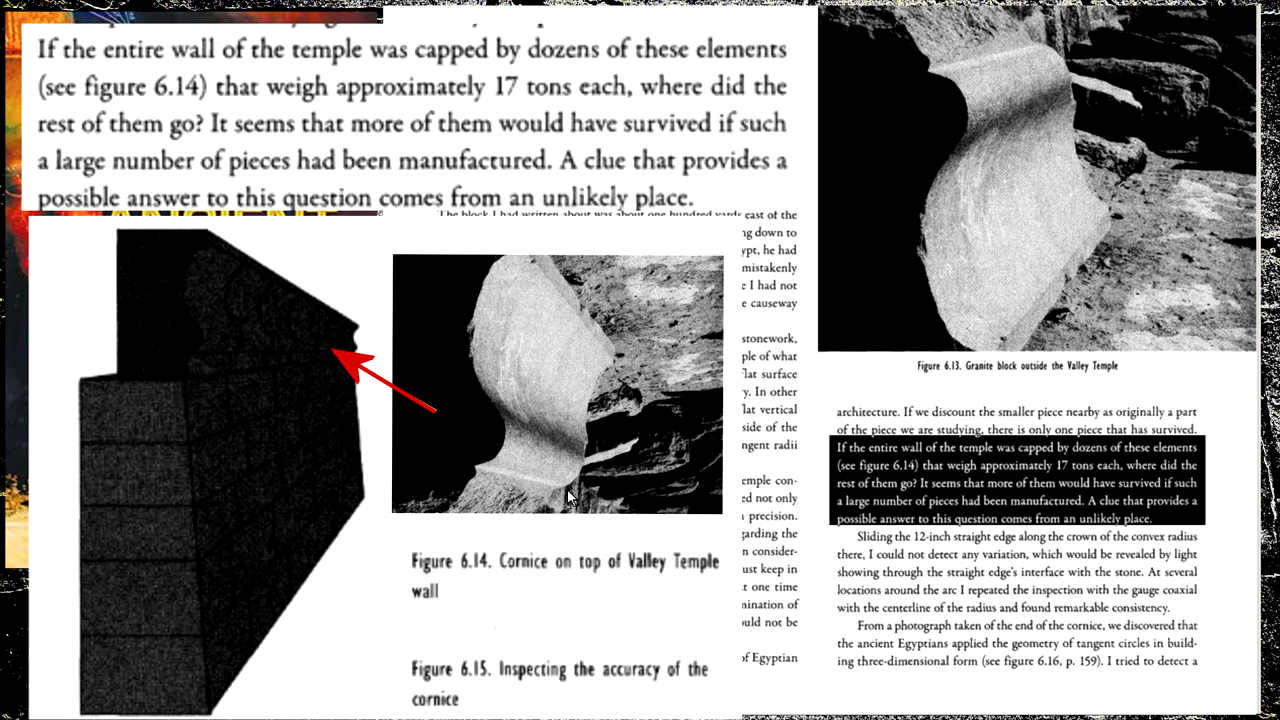 If the entire wall of the temple was capped by dozens of these elements
(see figure 6.14) that weigh approximately 17 tons each, where did the
rest of them go? It seems that more of them would have survived if such
a large number of pieces had been manufactured. A clue that provides a
possible answer to this question comes from an unlikely place.
The block I had written about was about one hundred yards east of the
ng down to
ypt, he had
mistakenly
e I had not
e causeway
stonework,
ple of what
flat surface
y. In other
flat vertical
side of the
ngent radii
emple con-
ed not only
precision.
garding the
n consider-
ust keep in
t one time
mination of
ould not be
of Egyptian
Figure 6.14. Cornice on top of Valley Temple
wall
Figure 6.15. Inspecting the accuracy of the
cornice
Figure 6.13. Granite block outside the Valley Temple
architecture. If we discount the smaller piece nearby as originally a part
of the piece we are studying, there is only one piece that has survived.
If the entire wall of the temple was capped by dozens of these elements
(see figure 6.14) that weigh approximately 17 tons each, where did the
rest of them go? It seems that more of them would have survived if such
a large number of pieces had been manufactured. A clue that provides a
possible answer to this question comes from an unlikely place.
Sliding the 12-inch straight edge along the crown of the convex radius
there, I could not detect any variation, which would be revealed by light
showing through the straight edge's interface with the stone. At several
locations around the arc I repeated the inspection with the gauge coaxial
with the centerline of the radius and found remarkable consistency.
From a photograph taken of the end of the cornice, we discovered that
the ancient Egyptians applied the geometry of tangent circles in build-
ing three-dimensional form (see figure 6.16, p. 159). I tried to detect a